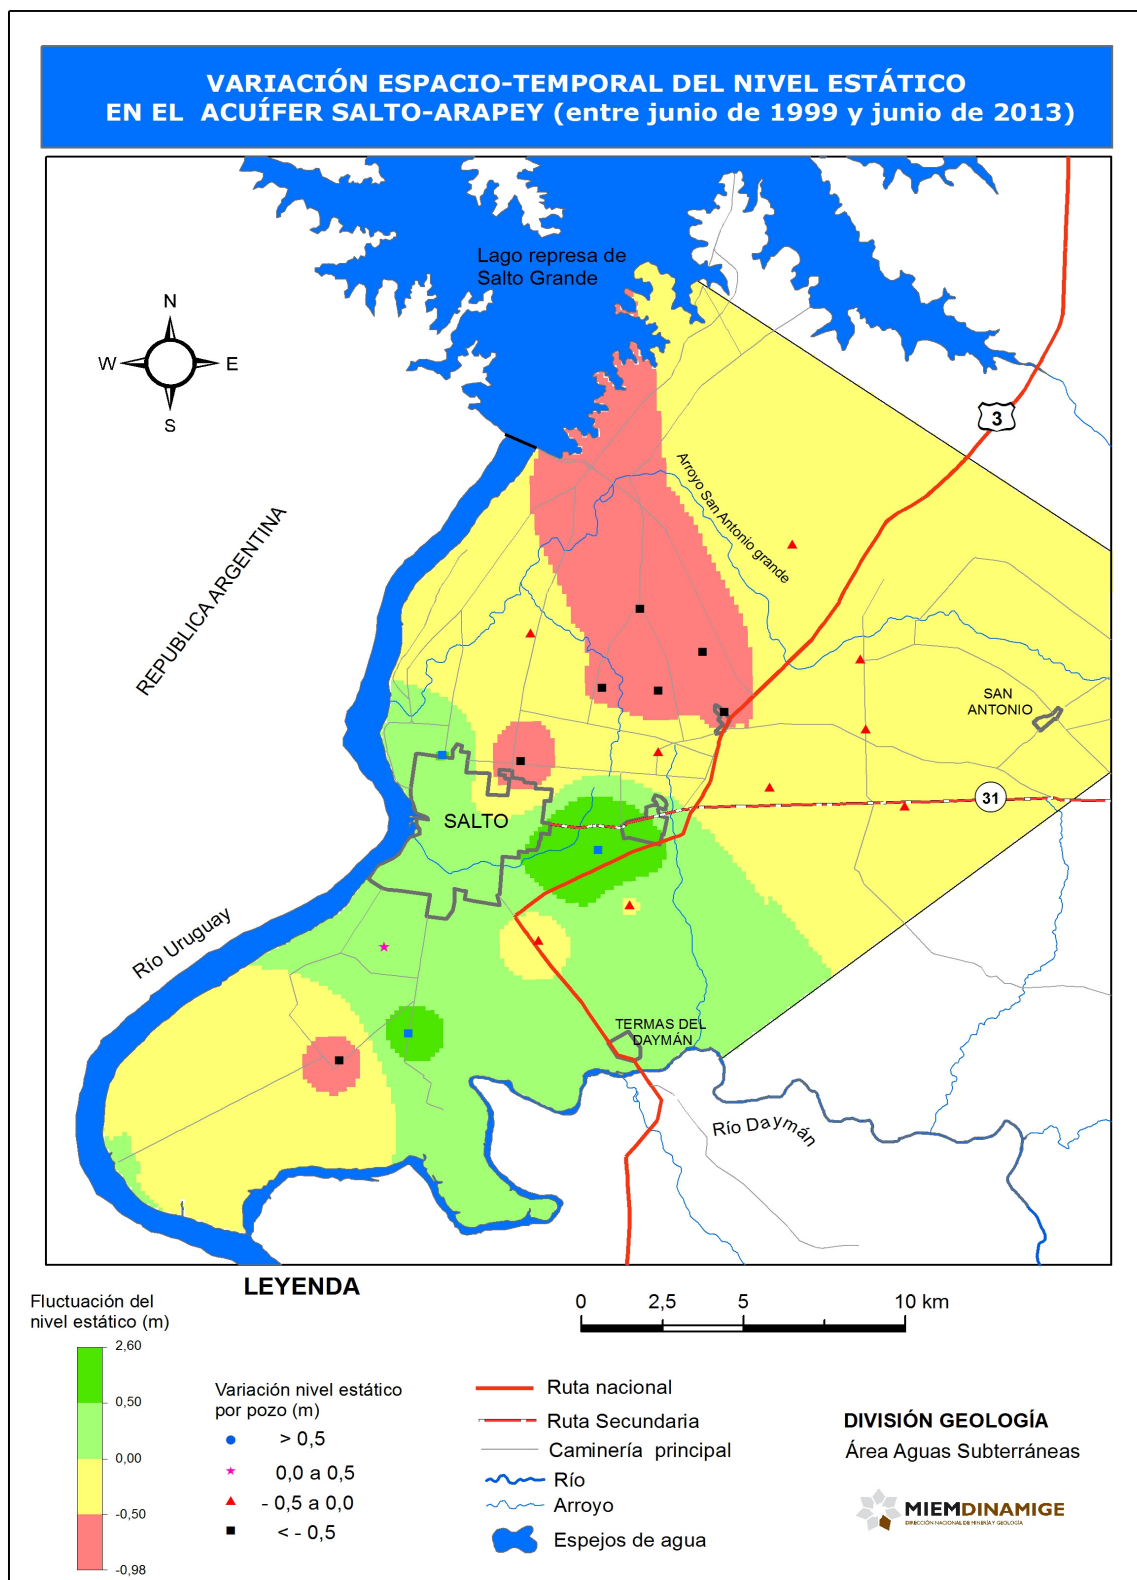 VARIACIÓN ESPACIO-TEMPORAL DEL NIVEL ESTÁTICO
EN EL ACUÍFER SALTO-ARAPEY (entre junio de 1999 y junio de 2013)
Lago represa de
Salto Grande
N
W
E
S
3
Arroyo San Antonio grande
REPUBLICA ARGENTINA
SAN
ANTONIO
31
SALTO
Río Uruguay
TERMAS DEL
DAYMÁN
Río Daymán
LEYENDA
Fluctuación del
nivel estático (m)
2,60
0,50
0,00
-0,50
-0,98
Variación nivel estático
por pozo (m)
> 0,5
0,0 a 0,5
- 0,5 a 0,0
< - 0,5
0 2,5 5 10 km
Ruta nacional
Ruta Secundaria
Caminería principal
Río
Arroyo
Espejos de agua
DIVISIÓN GEOLOGÍA
Área Aguas Subterráneas
MIEMDINAMIGE
DIRECCIÓN NACIONAL DE MINERÍA Y GEOLOGÍA